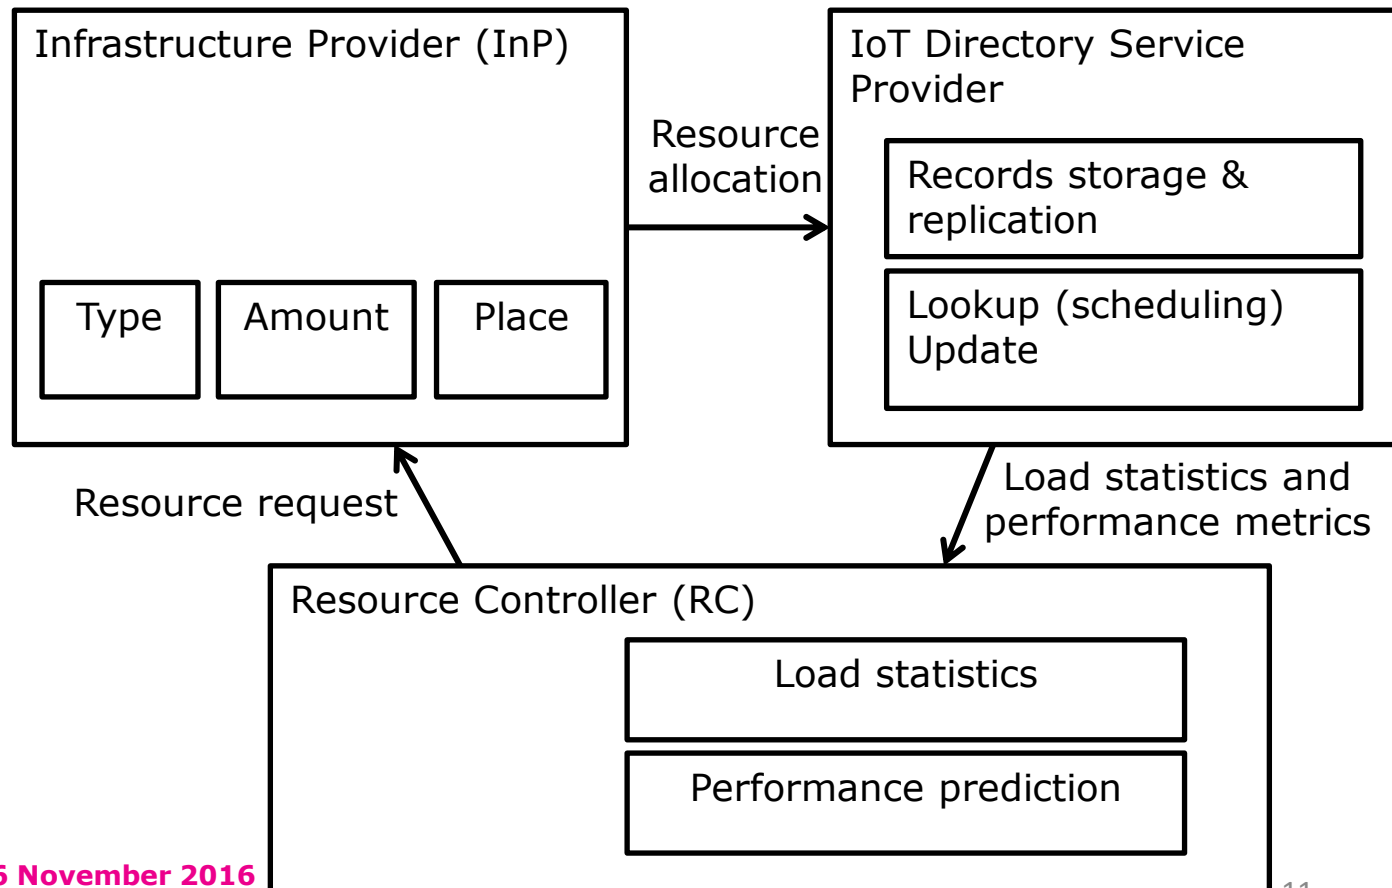 Infrastructure Provider (InP)
Type
Amount
Place
Resource
allocation
IoT Directory Service
Provider
Records storage &
replication
Lookup (scheduling)
Update
Resource request
Load statistics and
performance metrics
Resource Controller (RC)
Load statistics
Performance prediction
November 2016
11